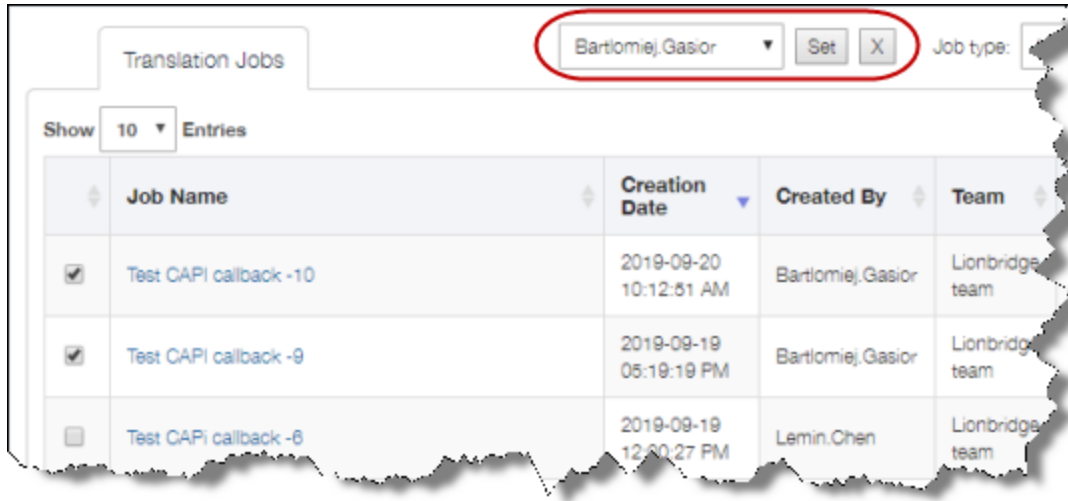 Translation Jobs
Bartlomiej.Gasior
Set
X
Job type:
Show 10 Entries
Job Name
Creation Date
Created By
Team
Test CAPI callback -10
2019-09-20
10:12:51 AM
Bartlomiej.Gasior
Lionbridge
team
Test CAPI callback -9
2019-09-19
05:19:19 PM
Bartlomiej.Gasior
Lionbridge
team
Test CAPi callback -6
2019-09-19
Lemin.Chen
Lionbridge
team